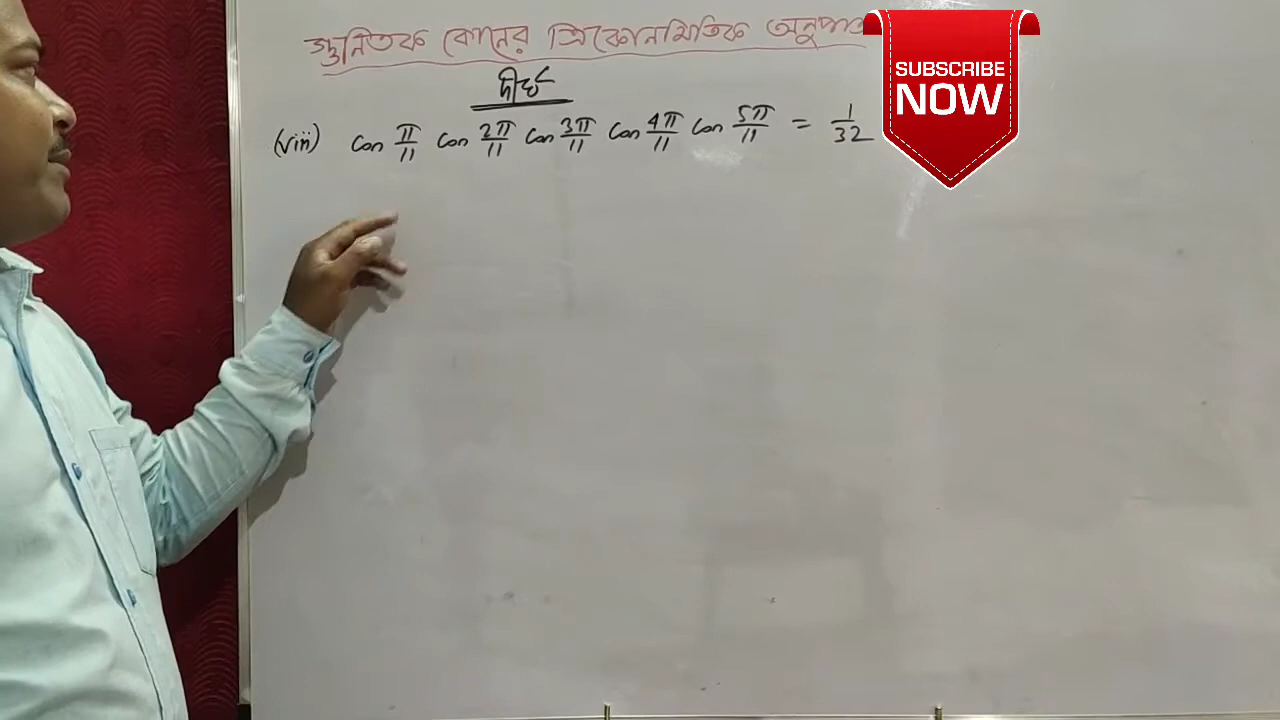 গুনিতক কোনের ত্রিকোনমিতিক অনুপাত
দীর্ঘ
(viii) cos π/11 cos 2π/11 cos 3π/11 cos 4π/11 cos 5π/11 = 1/32
SUBSCRIBE
NOW